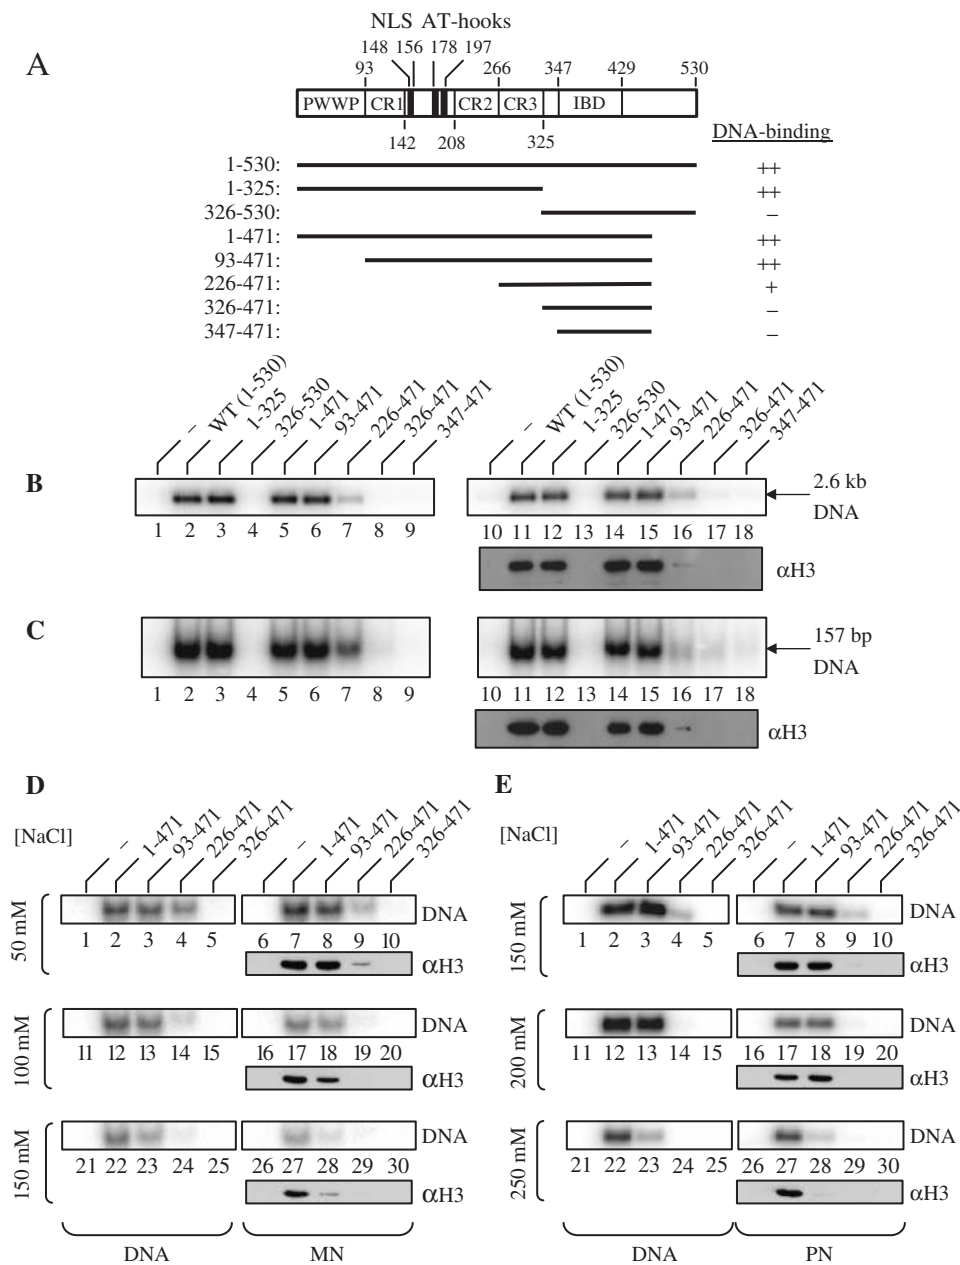 A
NLS AT-hooks
148 156 178 197
93 266 347 429 530
PWWP CR1 CR2 CR3 IBD
142 208 325
DNA-binding
1-530: ++
1-325: ++
326-530: –
1-471: ++
93-471: ++
226-471: +
326-471: –
347-471: –
– WT (1-530) 1-325 326-530 1-471 93-471 226-471 326-471 347-471
– WT (1-530) 1-325 326-530 1-471 93-471 226-471 326-471 347-471
B
2.6 kb
DNA
1 2 3 4 5 6 7 8 9
10 11 12 13 14 15 16 17 18
αH3
C
157 bp
DNA
1 2 3 4 5 6 7 8 9
10 11 12 13 14 15 16 17 18
αH3
D
[NaCl]
– 1-471 93-471 226-471 326-471
– 1-471 93-471 226-471 326-471
50 mM
DNA
1 2 3 4 5
6 7 8 9 10
αH3
100 mM
DNA
11 12 13 14 15
16 17 18 19 20
αH3
150 mM
DNA
21 22 23 24 25
26 27 28 29 30
αH3
DNA MN
E
[NaCl]
– 1-471 93-471 226-471 326-471
– 1-471 93-471 226-471 326-471
150 mM
DNA
1 2 3 4 5
6 7 8 9 10
αH3
200 mM
DNA
11 12 13 14 15
16 17 18 19 20
αH3
250 mM
DNA
21 22 23 24 25
26 27 28 29 30
αH3
DNA PN